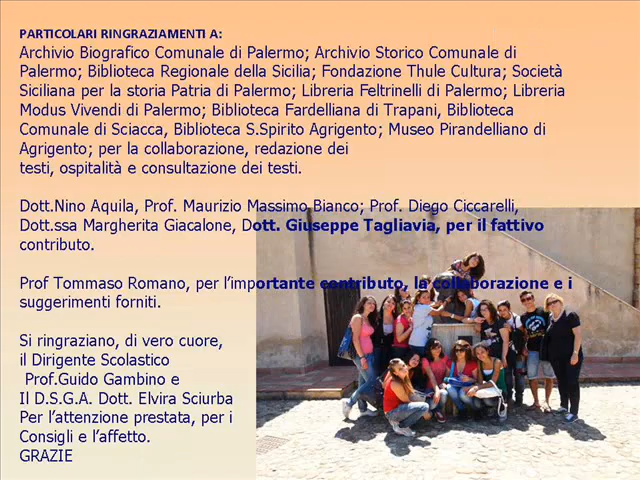 PARTICOLARI RINGRAZIAMENTI A:
Archivio Biografico Comunale di Palermo; Archivio Storico Comunale di
Palermo; Biblioteca Regionale della Sicilia; Fondazione Thule Cultura; Società
Siciliana per la storia Patria di Palermo; Libreria Feltrinelli di Palermo; Libreria
Modus Vivendi di Palermo; Biblioteca Fardelliana di Trapani, Biblioteca
Comunale di Sciacca, Biblioteca S.Spirito Agrigento; Museo Pirandelliano di
Agrigento; per la collaborazione, redazione dei
testi, ospitalità e consultazione dei testi.
Dott.Nino Aquila, Prof. Maurizio Massimo Bianco; Prof. Diego Ciccarelli,
Dott.ssa Margherita Giacalone, Dott. Giuseppe Tagliavia, per il fattivo
contributo.
Prof Tommaso Romano, per l'importante contributo, la collaborazione e i
suggerimenti forniti.
Si ringraziano, di vero cuore,
il Dirigente Scolastico
Prof.Guido Gambino e
Il D.S.G.A. Dott. Elvira Sciurba
Per l'attenzione prestata, per i
Consigli e l'affetto.
GRAZIE